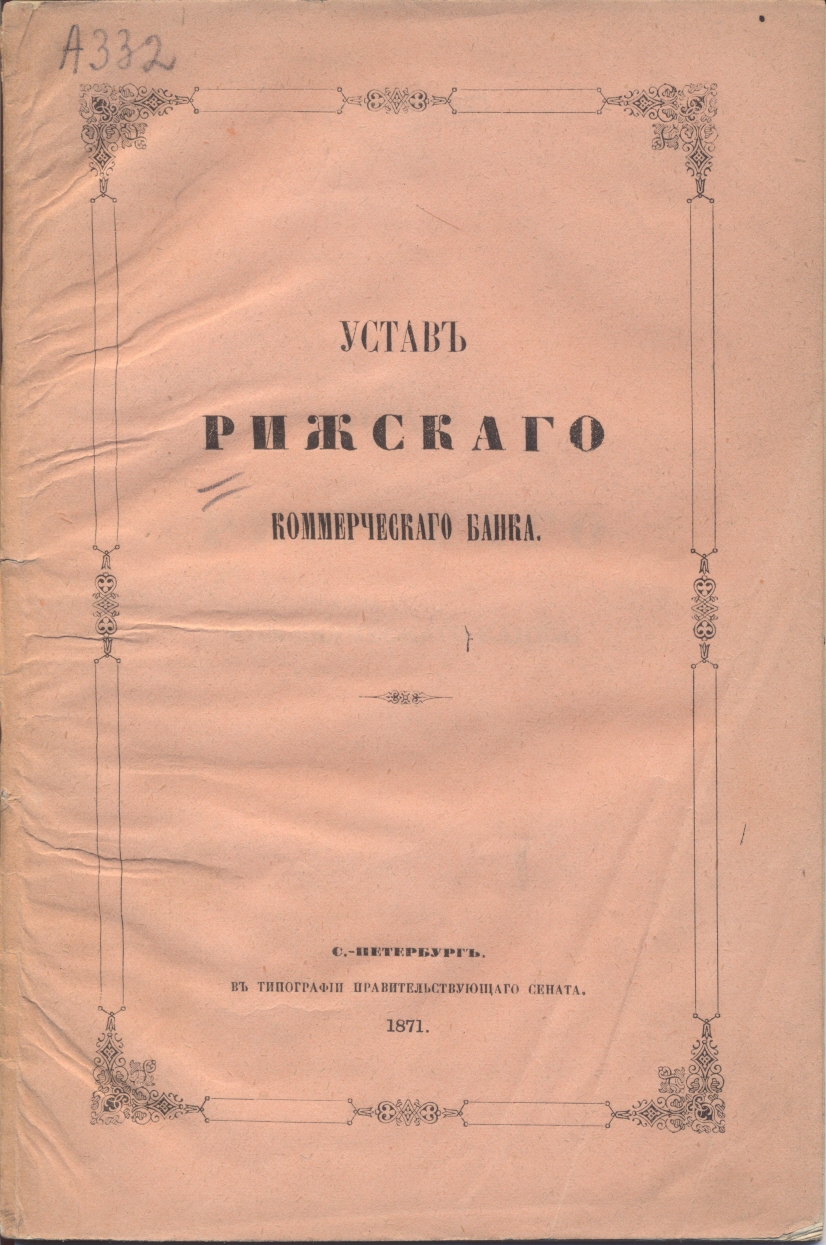 А332
УСТАВЪ
РИЖСКАГО
КОММЕРЧЕСКАГО БАНКА.
С.-ПЕТЕРБУРГЪ.
ВЪ ТИПОГРАФІИ ПРАВИТЕЛЬСТВУЮЩАГО СЕНАТА.
1871.